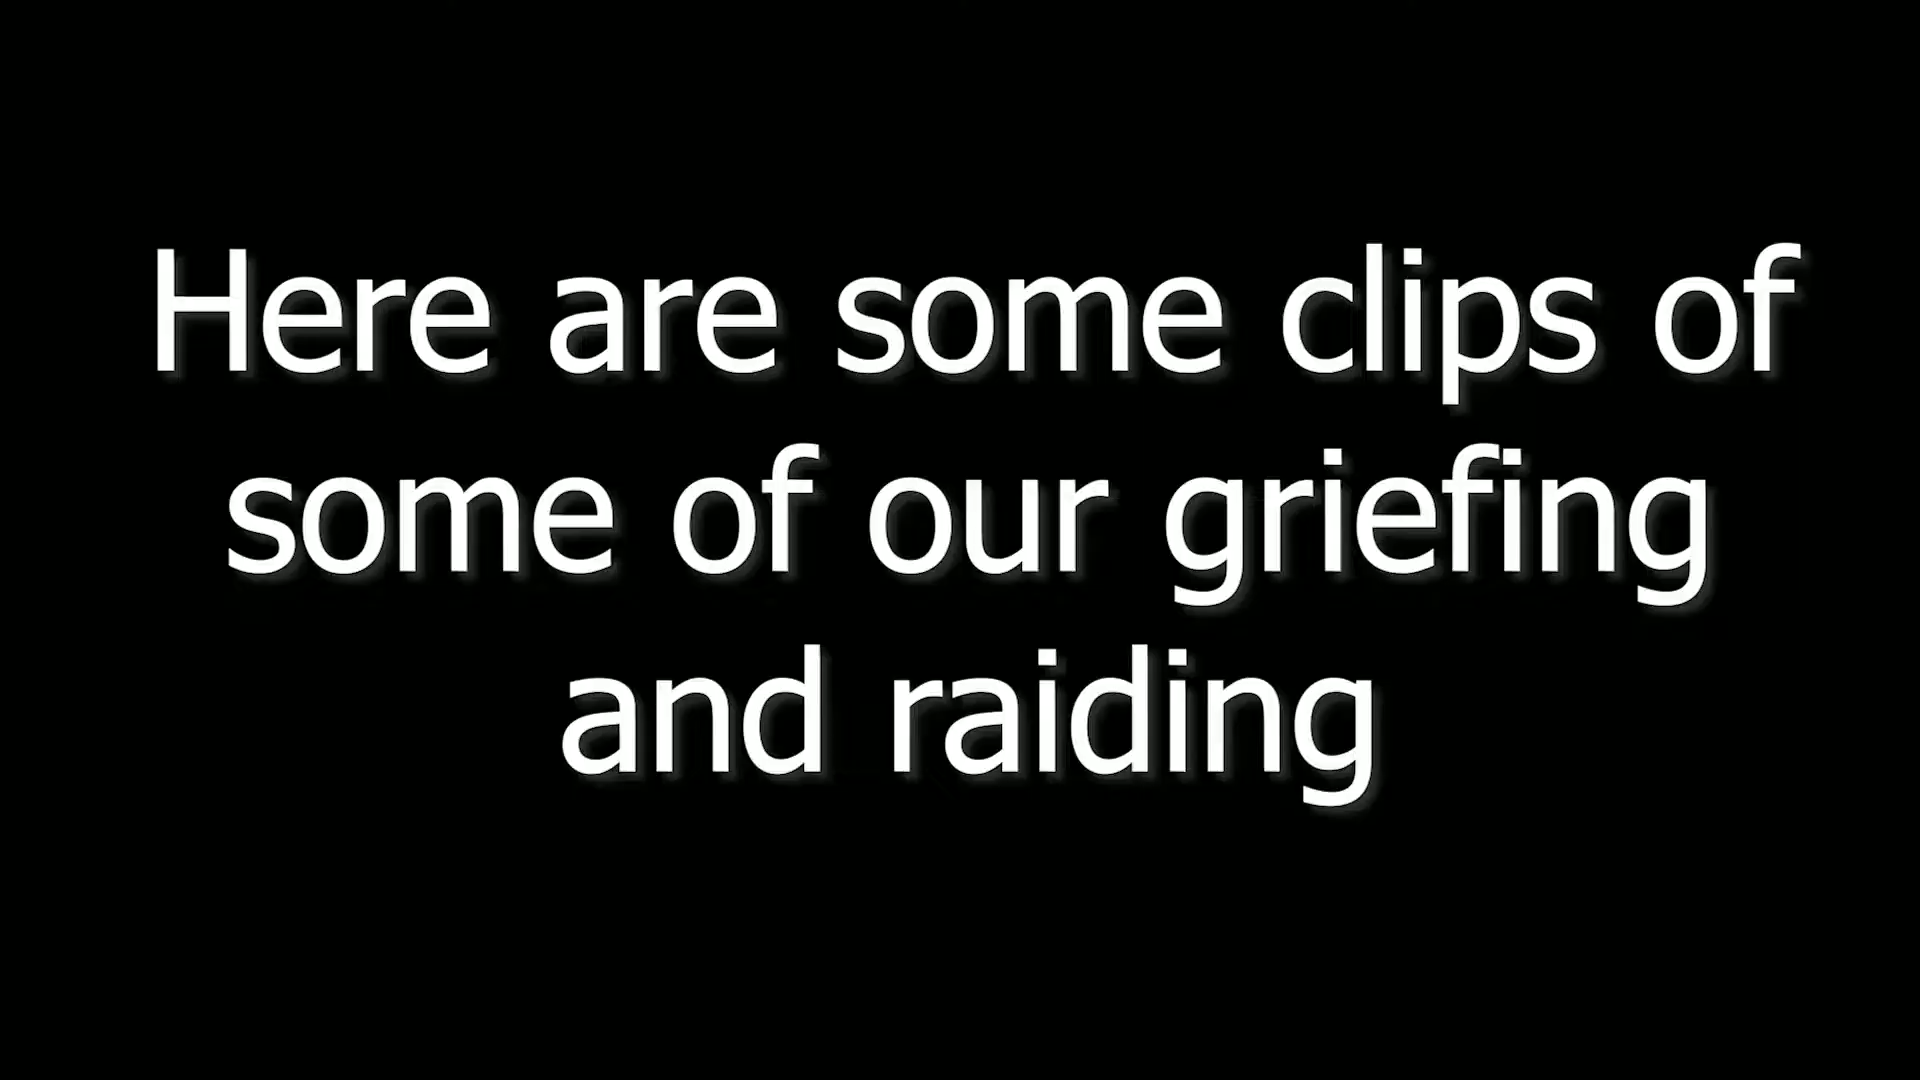 Here are some clips of
some of our griefing
and raiding